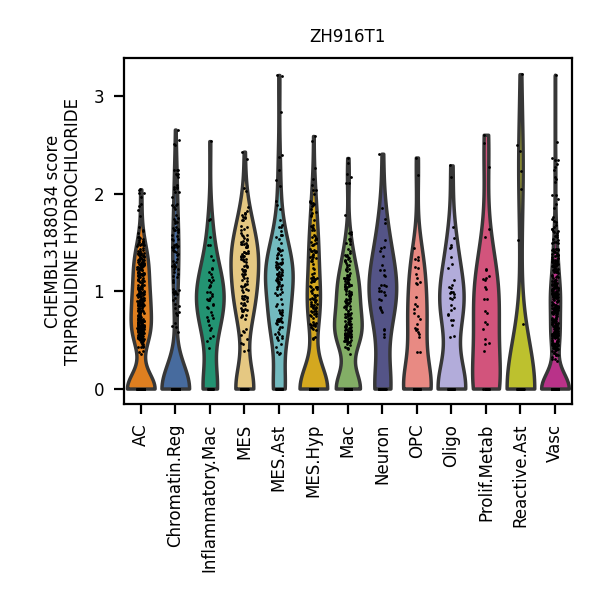 ZH916T1
CHEMBL3188034 score
TRIPROLIDINE HYDROCHLORIDE
3
2
1
0
AC
Chromatin.Reg
Inflammatory.Mac
MES
MES.Ast
MES.Hyp
Mac
Neuron
OPC
Oligo
Prolif.Metab
Reactive.Ast
Vasc